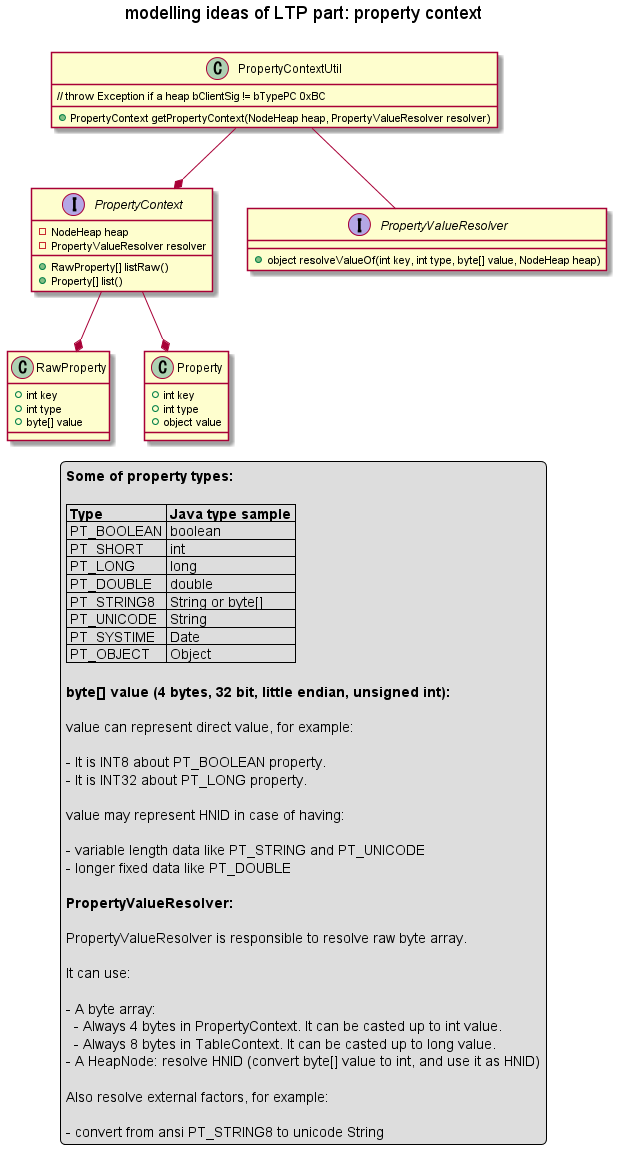 modelling ideas of LTP part: property context
C PropertyContextUtil
// throw Exception if a heap bClientSig != bTypePC 0xBC
PropertyContext getPropertyContext(NodeHeap heap, PropertyValueResolver resolver)
I PropertyContext
NodeHeap heap
PropertyValueResolver resolver
RawProperty[] listRaw()
Property[] list()
I PropertyValueResolver
object resolveValueOf(int key, int type, byte[] value, NodeHeap heap)
C RawProperty
int key
int type
byte[] value
C Property
int key
int type
object value
Some of property types:
Type Java type sample
PT_BOOLEAN boolean
PT_SHORT int
PT_LONG long
PT_DOUBLE double
PT_STRING8 String or byte[]
PT_UNICODE String
PT_SYSTIME Date
PT_OBJECT Object
byte[] value (4 bytes, 32 bit, little endian, unsigned int):
value can represent direct value, for example:
- It is INT8 about PT_BOOLEAN property.
- It is INT32 about PT_LONG property.
value may represent HNID in case of having:
- variable length data like PT_STRING and PT_UNICODE
- longer fixed data like PT_DOUBLE
PropertyValueResolver:
PropertyValueResolver is responsible to resolve raw byte array.
It can use:
- A byte array:
- Always 4 bytes in PropertyContext. It can be casted up to int value.
- Always 8 bytes in TableContext. It can be casted up to long value.
- A HeapNode: resolve HNID (convert byte[] value to int, and use it as HNID)
Also resolve external factors, for example:
- convert from ansi PT_STRING8 to unicode String